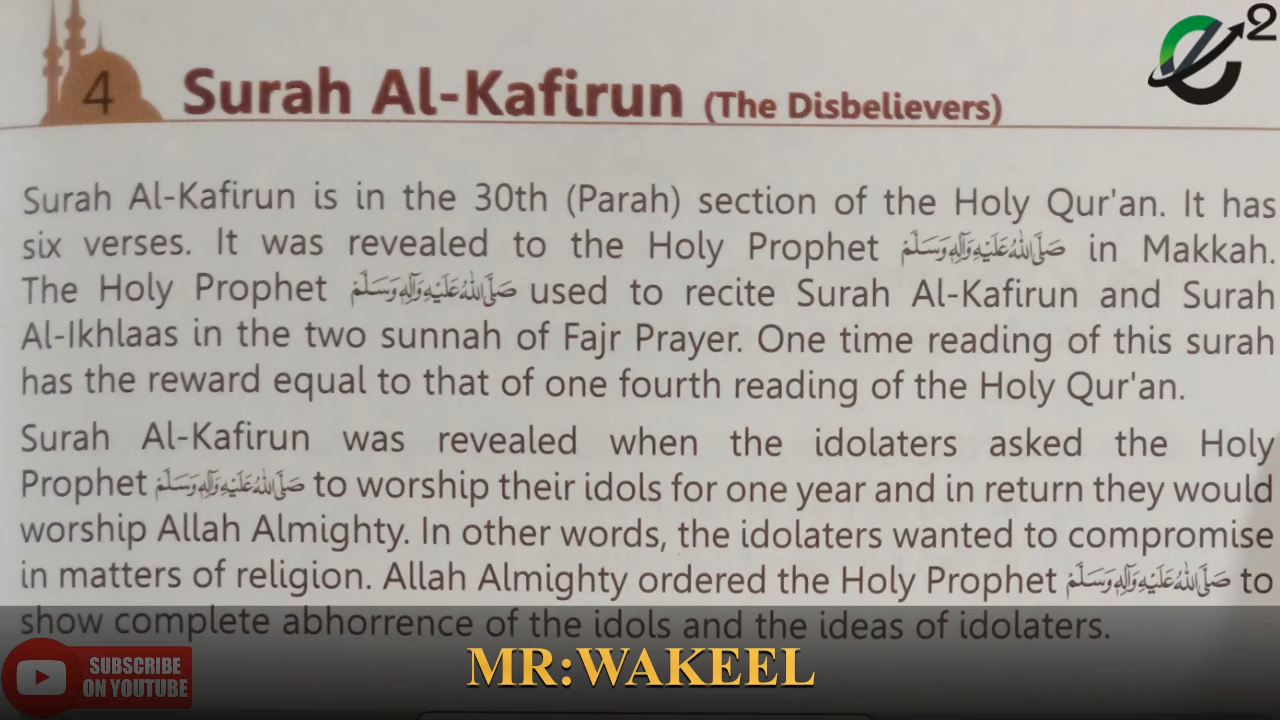 4
Surah Al-Kafirun (The Disbelievers)
e2
Surah Al-Kafirun is in the 30th (Parah) section of the Holy Qur'an. It has
six verses. It was revealed to the Holy Prophet صَلَّى اللهُ عَلَيْهِ وَآلِهٖ وَسَلَّمَ in Makkah.
The Holy Prophet صَلَّى اللهُ عَلَيْهِ وَآلِهٖ وَسَلَّمَ used to recite Surah Al-Kafirun and Surah
Al-Ikhlaas in the two sunnah of Fajr Prayer. One time reading of this surah
has the reward equal to that of one fourth reading of the Holy Qur'an.
Surah Al-Kafirun was revealed when the idolaters asked the Holy
Prophet صَلَّى اللهُ عَلَيْهِ وَآلِهٖ وَسَلَّمَ to worship their idols for one year and in return they would
worship Allah Almighty. In other words, the idolaters wanted to compromise
in matters of religion. Allah Almighty ordered the Holy Prophet صَلَّى اللهُ عَلَيْهِ وَآلِهٖ وَسَلَّمَ to
show complete abhorrence of the idols and the ideas of idolaters.
SUBSCRIBE
ON YOUTUBE
MR:WAKEEL